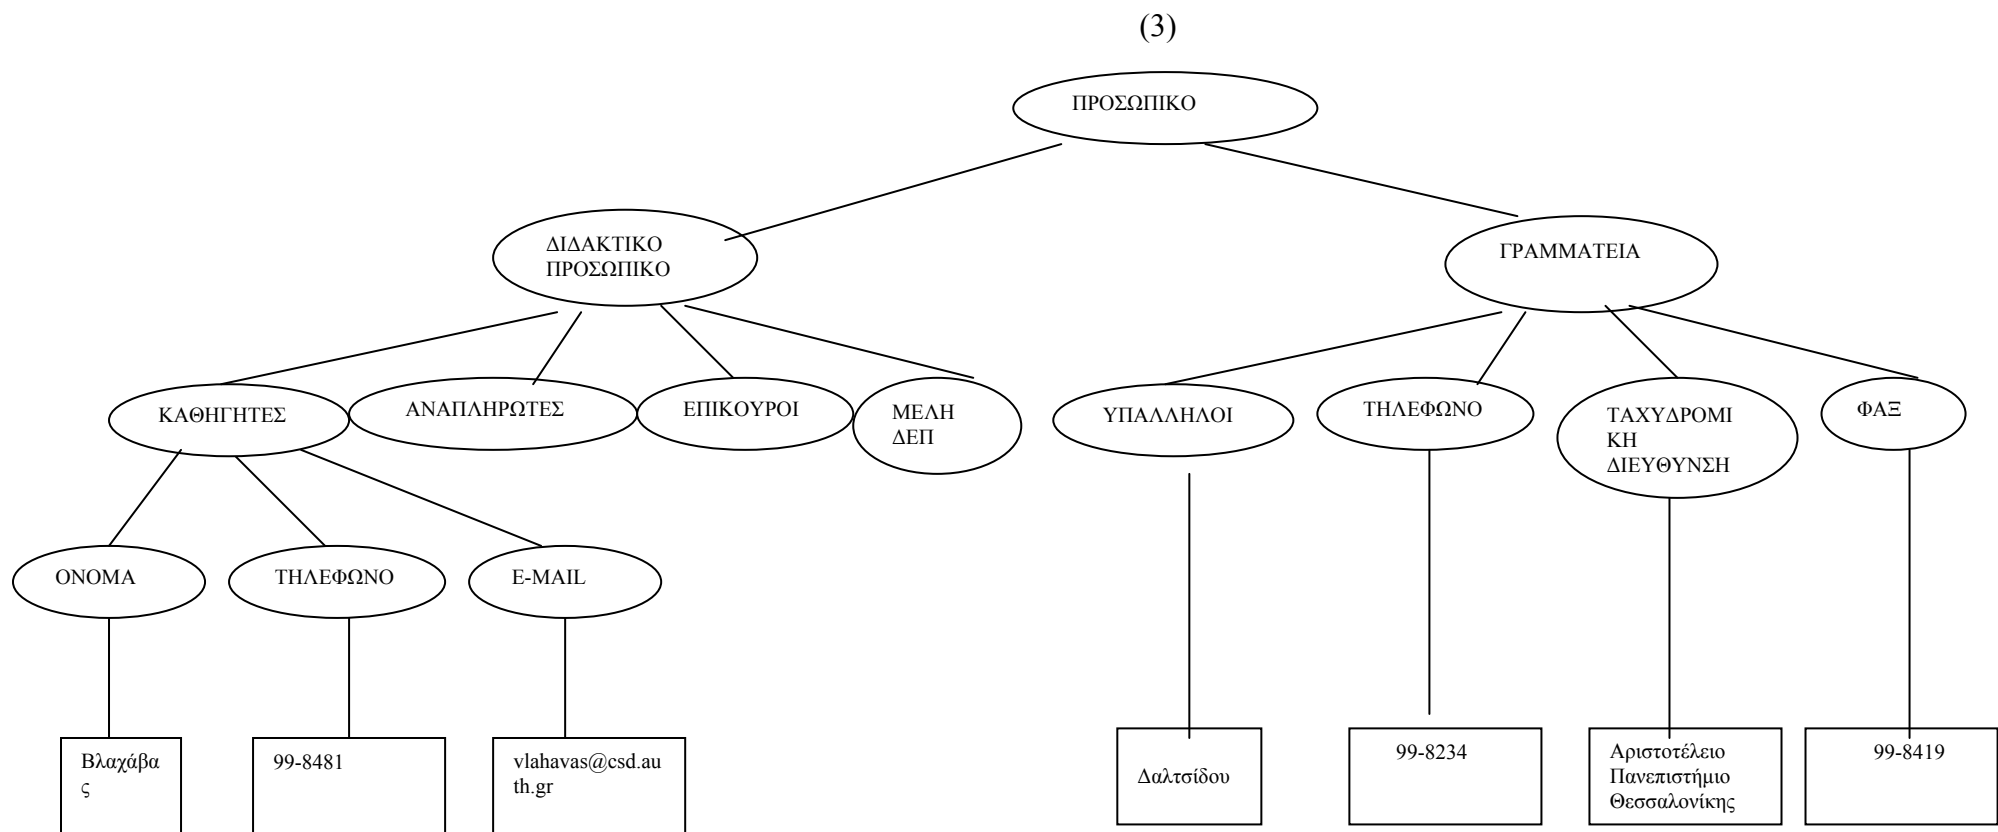 (3)
ΠΡΟΣΩΠΙΚΟ
ΔΙΔΑΚΤΙΚΟ
ΠΡΟΣΩΠΙΚΟ
ΓΡΑΜΜΑΤΕΙΑ
ΚΑΘΗΓΗΤΕΣ
ΑΝΑΠΛΗΡΩΤΕΣ
ΕΠΙΚΟΥΡΟΙ
ΜΕΛΗ
ΔΕΠ
ΥΠΑΛΛΗΛΟΙ
ΤΗΛΕΦΩΝΟ
ΤΑΧΥΔΡΟΜΙ
ΚΗ
ΔΙΕΥΘΥΝΣΗ
ΦΑΞ
ΟΝΟΜΑ
ΤΗΛΕΦΩΝΟ
E-MAIL
Βλαχάβα
ς
99-8481
vlahavas@csd.au
th.gr
Δαλτσίδου
99-8234
Αριστοτέλειο
Πανεπιστήμιο
Θεσσαλονίκης
99-8419